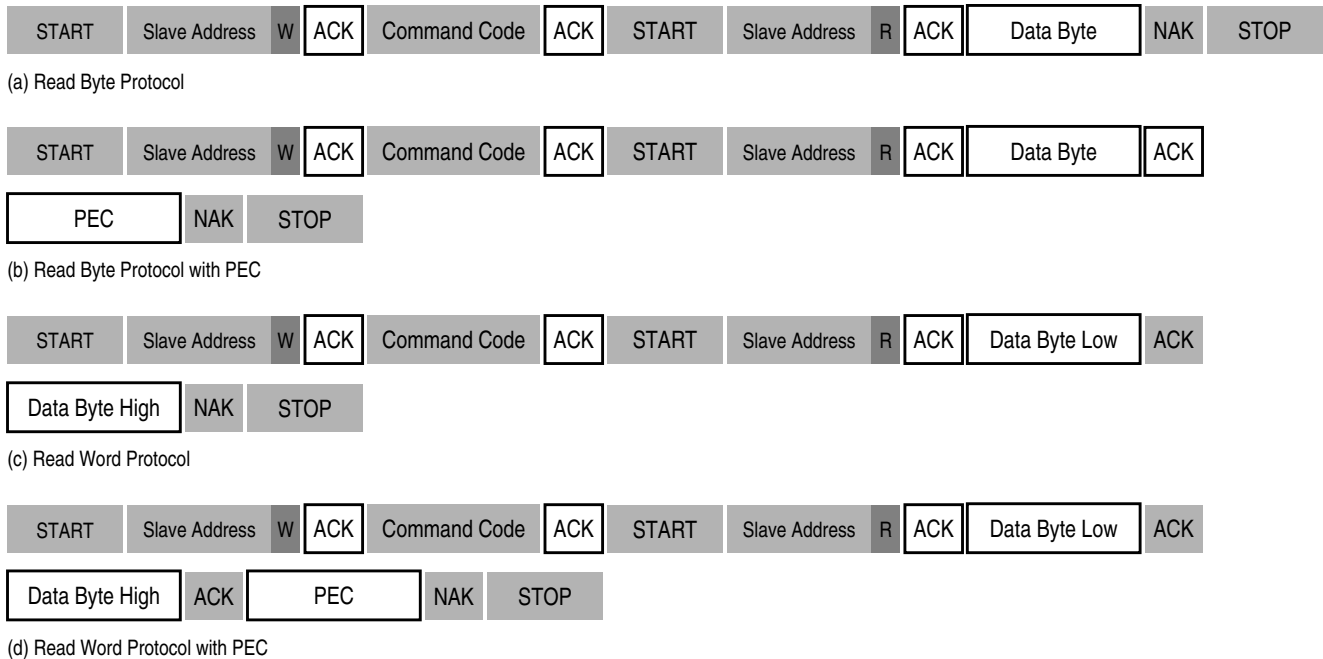 START Slave Address W ACK Command Code ACK START Slave Address R ACK Data Byte NAK STOP
(a) Read Byte Protocol
START Slave Address W ACK Command Code ACK START Slave Address R ACK Data Byte ACK
PEC NAK STOP
(b) Read Byte Protocol with PEC
START Slave Address W ACK Command Code ACK START Slave Address R ACK Data Byte Low ACK
Data Byte High NAK STOP
(c) Read Word Protocol
START Slave Address W ACK Command Code ACK START Slave Address R ACK Data Byte Low ACK
Data Byte High ACK PEC NAK STOP
(d) Read Word Protocol with PEC